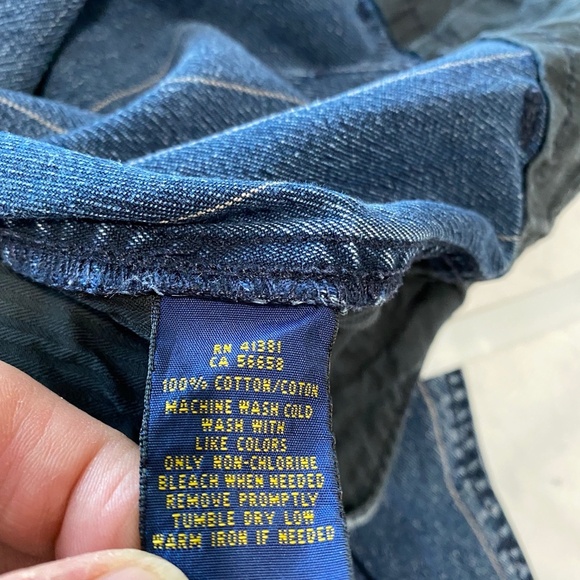 RN 41381
CA 56658
100% COTTON/COTON
MACHINE WASH COLD
WASH WITH
LIKE COLORS
ONLY NON-CHLORINE
BLEACH WHEN NEEDED
REMOVE PROMPTLY
TUMBLE DRY LOW
WARM IRON IF NEEDED